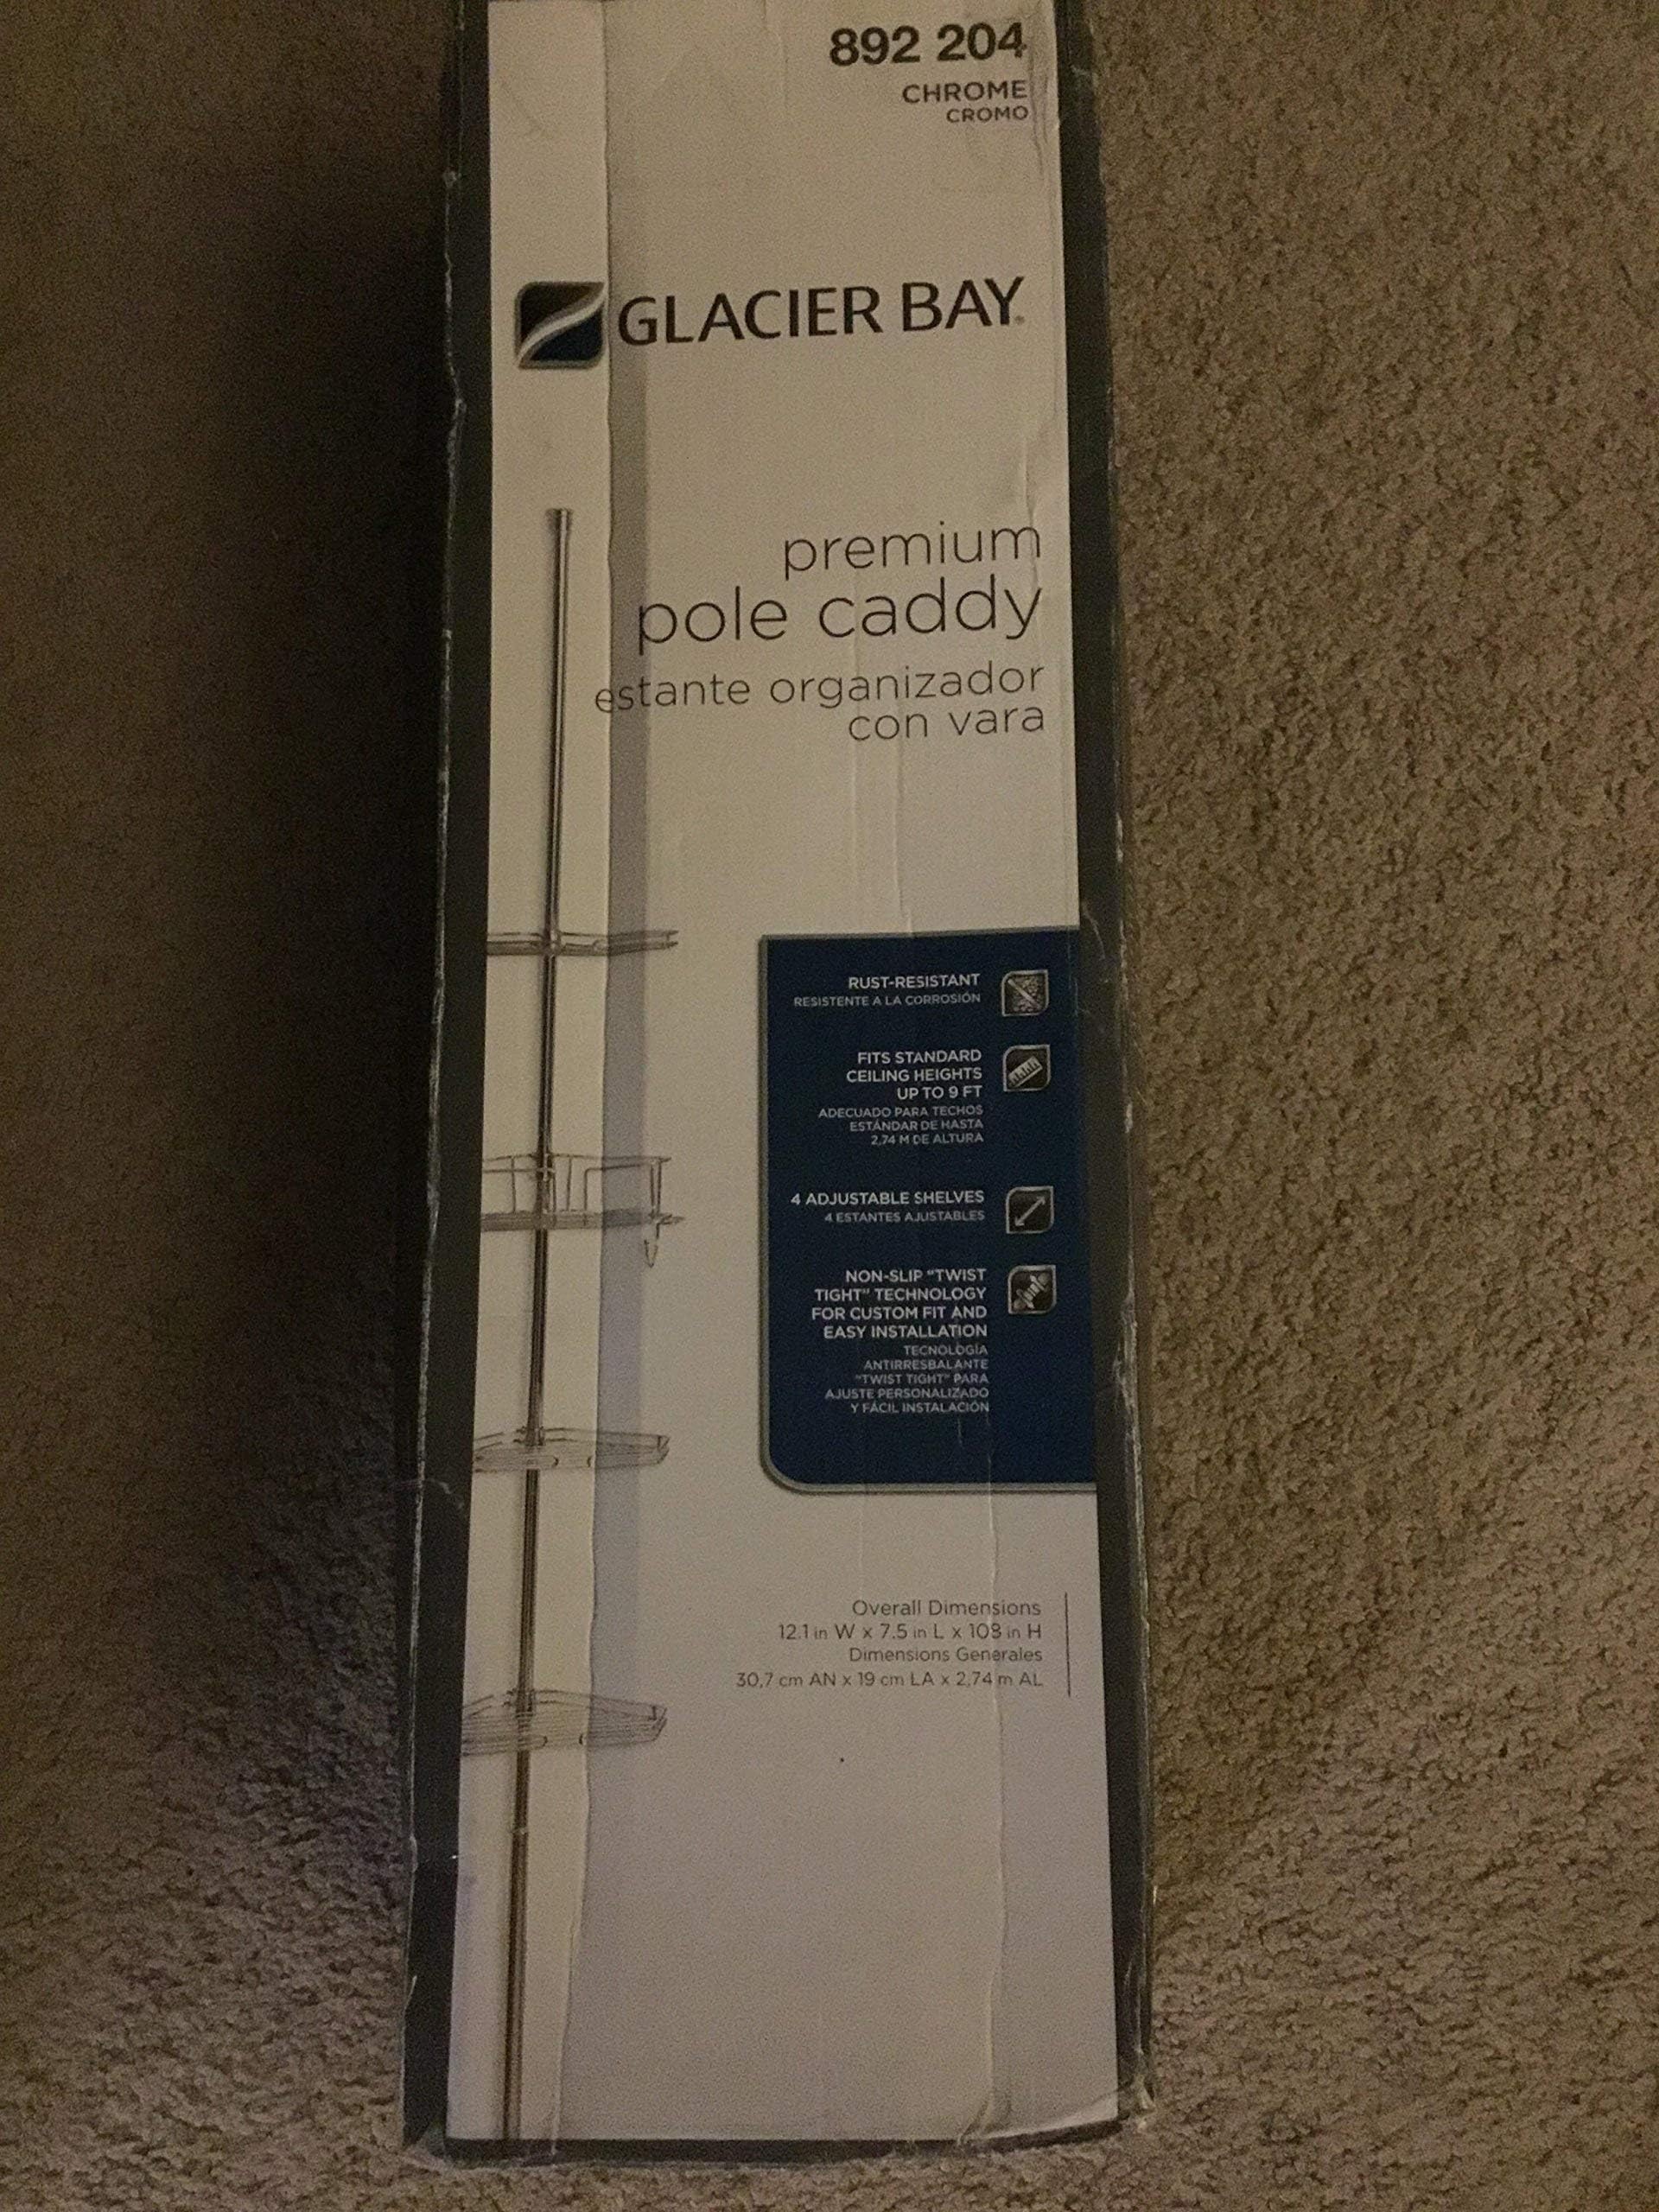 892 204
CHROME
CROMO
GLACIER BAY®
premium
pole caddy
estante organizador
con vara
RUST-RESISTANT
RESISTENTE A LA CORROSIÓN
FITS STANDARD
CEILING HEIGHTS
UP TO 9 FT
ADECUADO PARA TECHOS
ESTÁNDAR DE HASTA
2,74 M DE ALTURA
4 ADJUSTABLE SHELVES
4 ESTANTES AJUSTABLES
NON-SLIP "TWIST
TIGHT" TECHNOLOGY
FOR CUSTOM FIT AND
EASY INSTALLATION
TECNOLOGÍA
ANTIRRESBALANTE
"TWIST TIGHT" PARA
AJUSTE PERSONALIZADO
Y FÁCIL INSTALACIÓN
Overall Dimensions
12.1 in W x 7.5 in L x 108 in H
Dimensions Generales
30,7 cm AN x 19 cm LA x 2,74 m AL